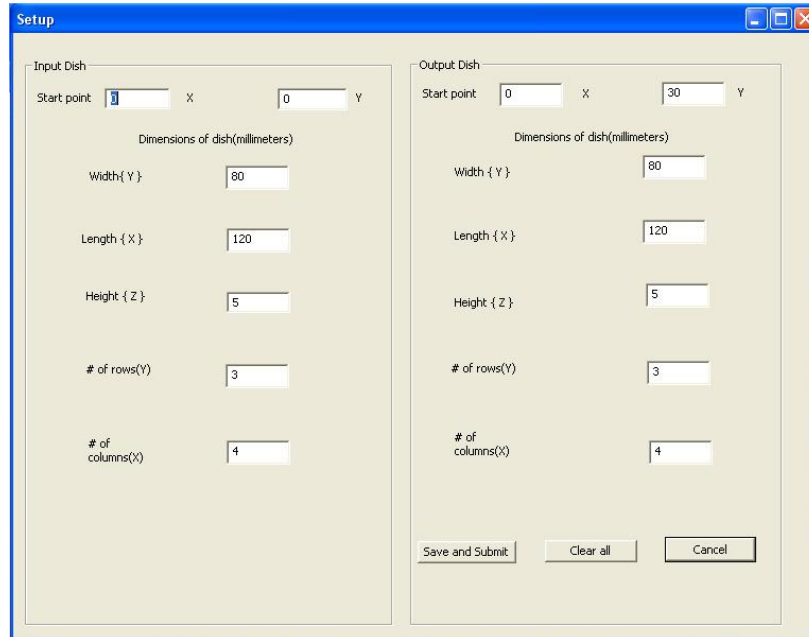 Setup
Input Dish
Start point 0 X 0 Y
Dimensions of dish(millimeters)
Width{ Y } 80
Length { X } 120
Height { Z } 5
# of rows(Y) 3
# of
columns(X) 4
Output Dish
Start point 0 X 30 Y
Dimensions of dish(millimeters)
Width { Y } 80
Length { X } 120
Height { Z } 5
# of rows(Y) 3
# of
columns(X) 4
Save and Submit Clear all Cancel